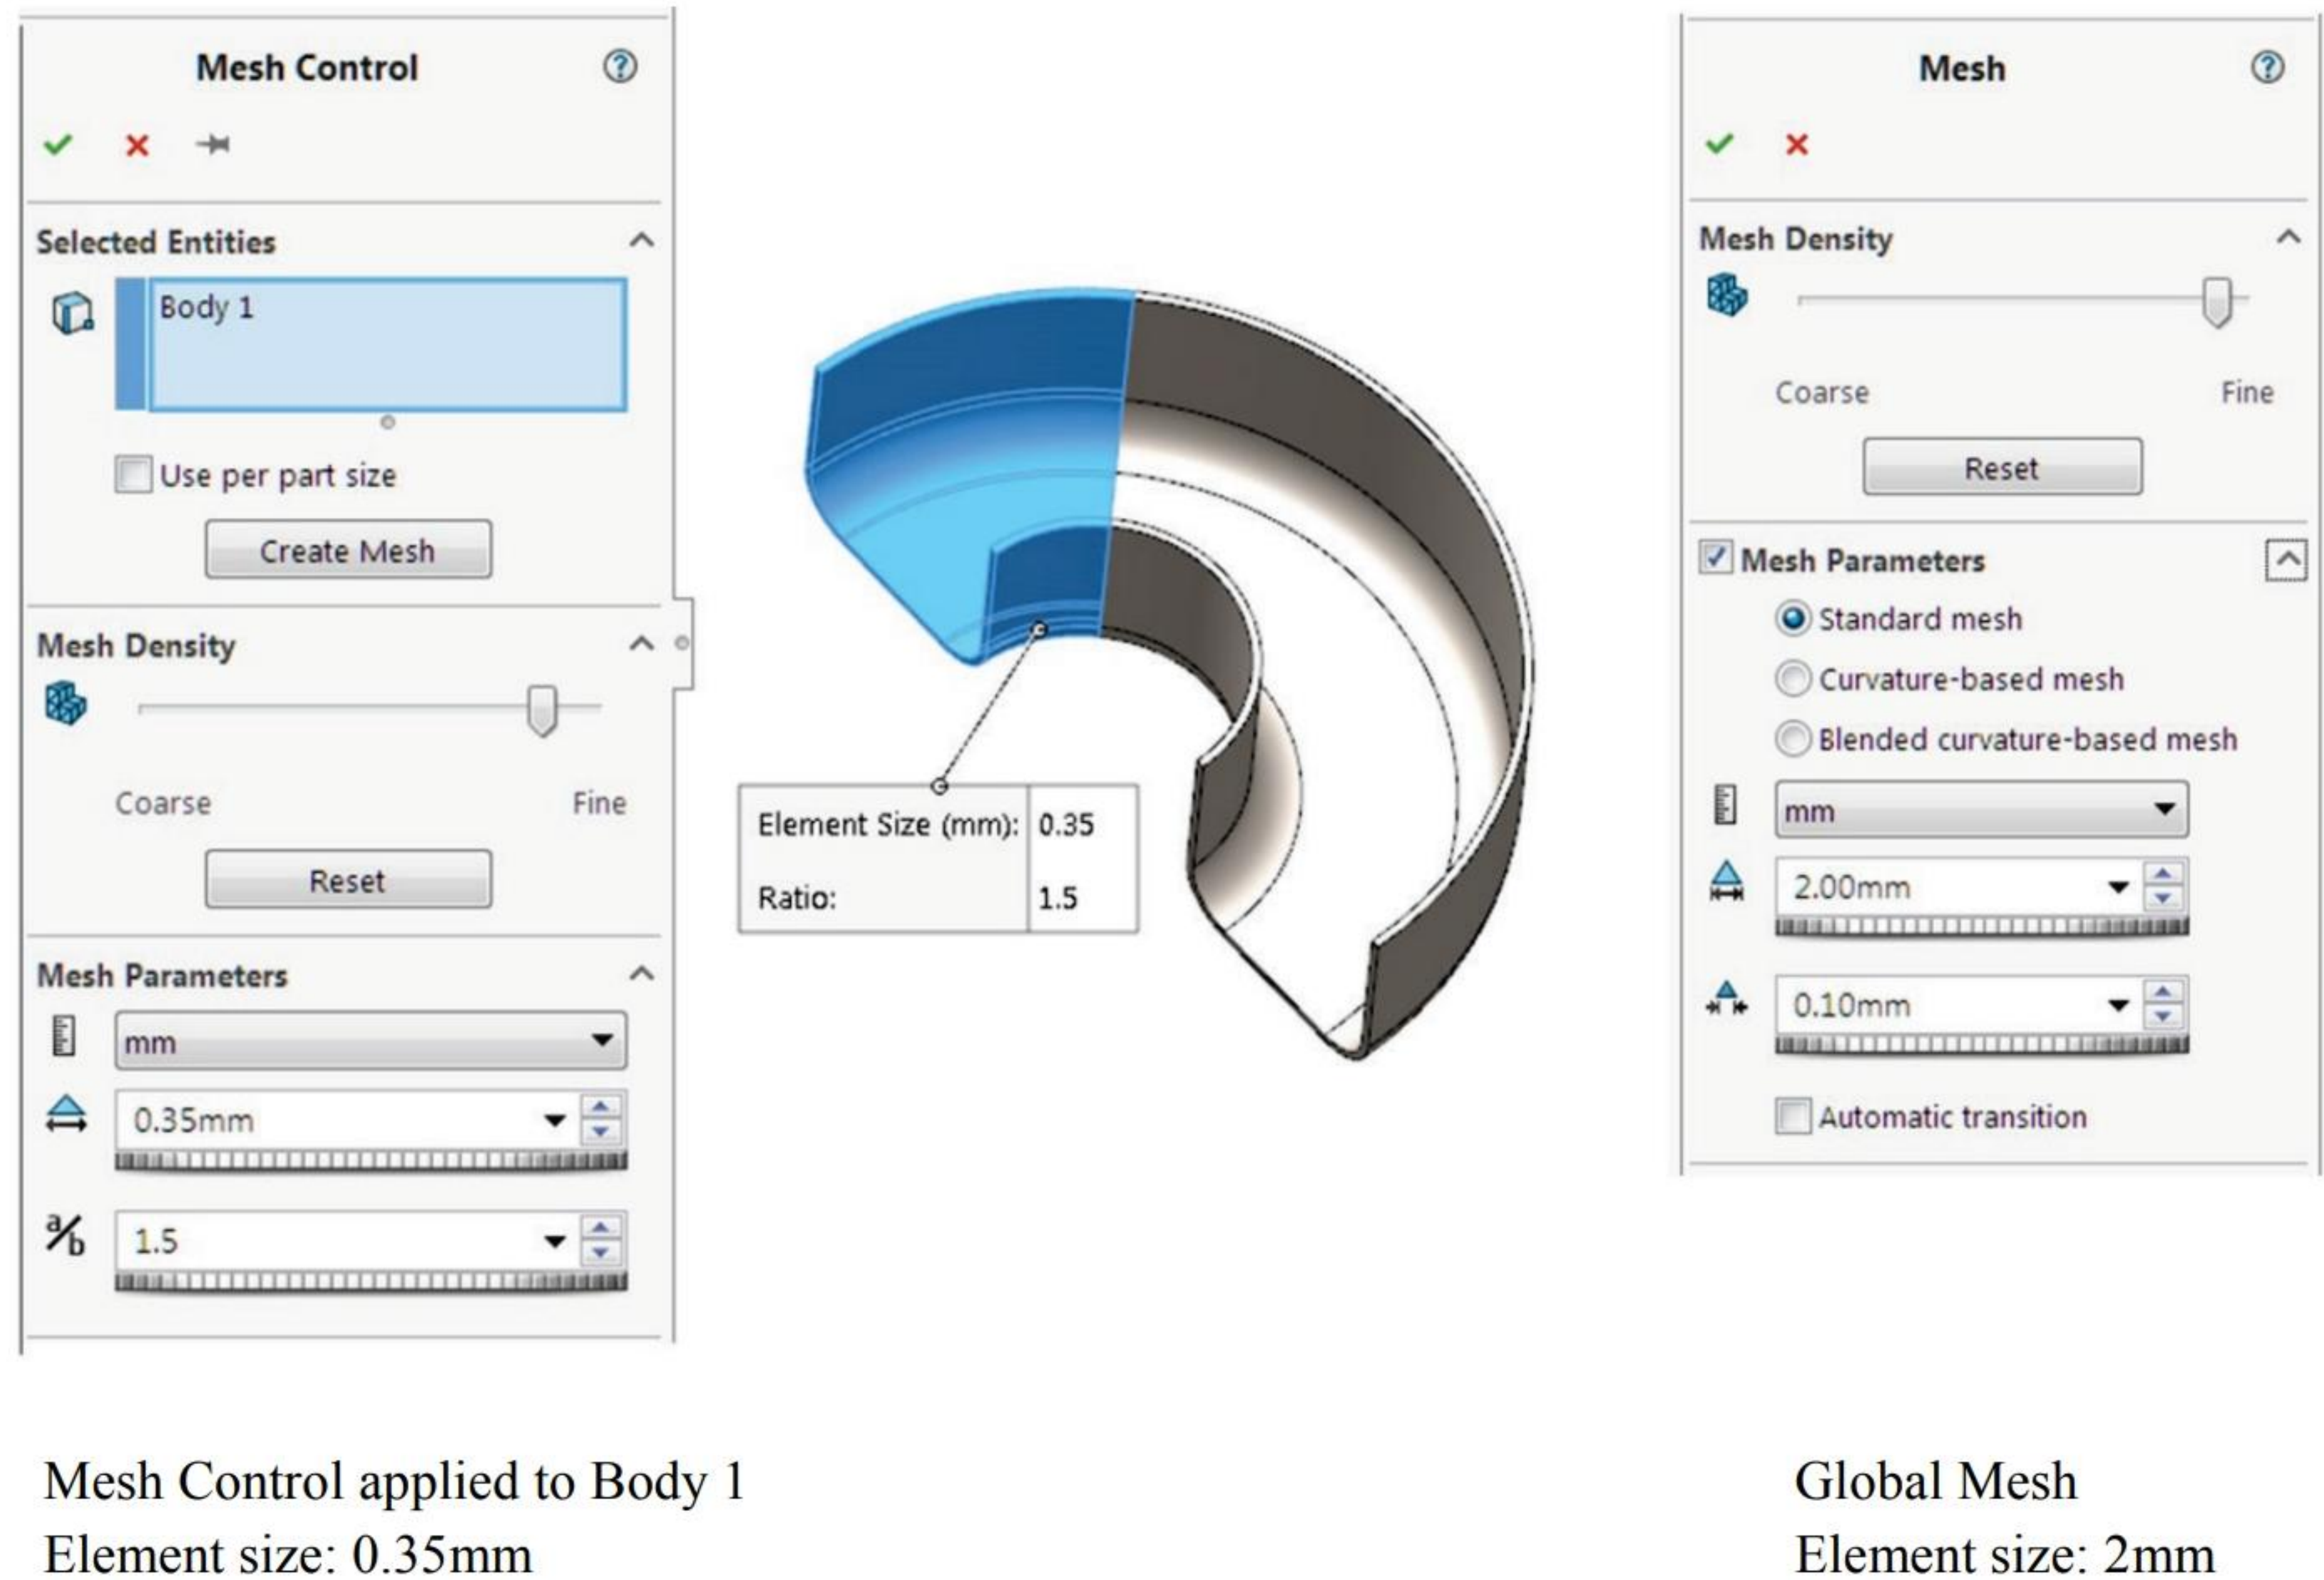 Mesh Control
?
Selected Entities
Body 1
Use per part size
Create Mesh
Mesh Density
Coarse Fine
Reset
Mesh Parameters
mm
0.35mm
a/b 1.5
Element Size (mm): 0.35
Ratio: 1.5
Mesh
?
Mesh Density
Coarse Fine
Reset
Mesh Parameters
Standard mesh
Curvature-based mesh
Blended curvature-based mesh
mm
2.00mm
0.10mm
Automatic transition
Mesh Control applied to Body 1
Element size: 0.35mm
Global Mesh
Element size: 2mm